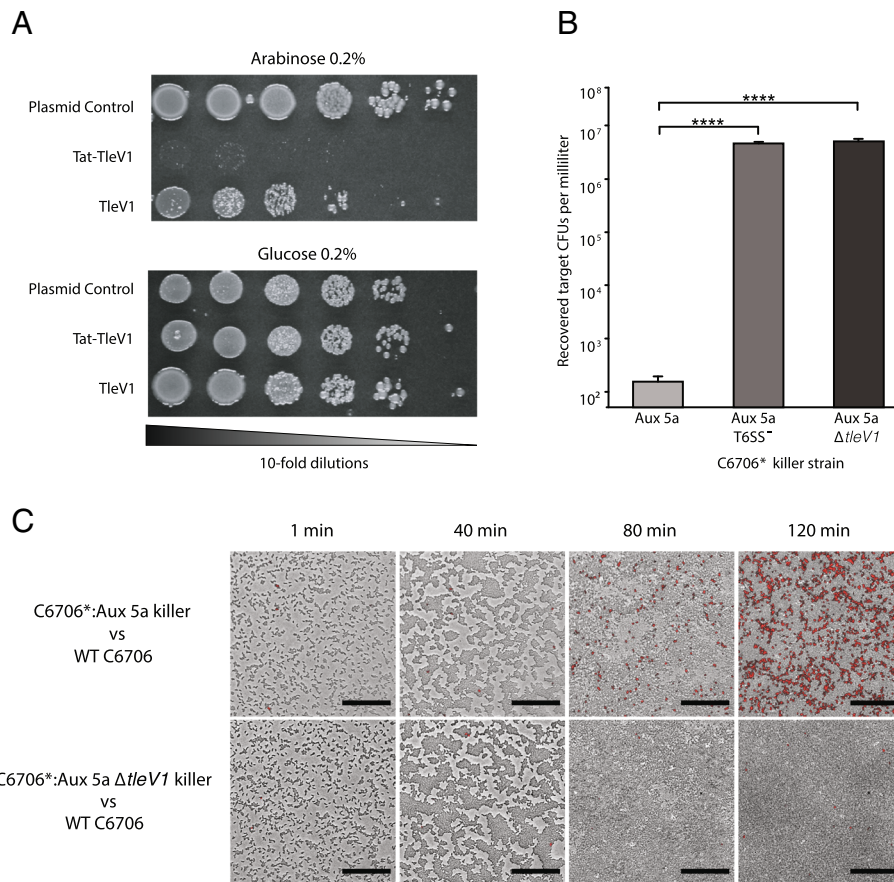 A
Arabinose 0.2%
Plasmid Control
Tat-TleV1
TleV1
Glucose 0.2%
Plasmid Control
Tat-TleV1
TleV1
10-fold dilutions
B
Recovered target CFUs per milliliter
10^8
10^7
10^6
10^5
10^4
10^3
10^2
****
****
Aux 5a
Aux 5a
T6SS⁻
Aux 5a
ΔtleV1
C6706* killer strain
C
1 min
40 min
80 min
120 min
C6706*:Aux 5a killer
vs
WT C6706
C6706*:Aux 5a ΔtleV1 killer
vs
WT C6706